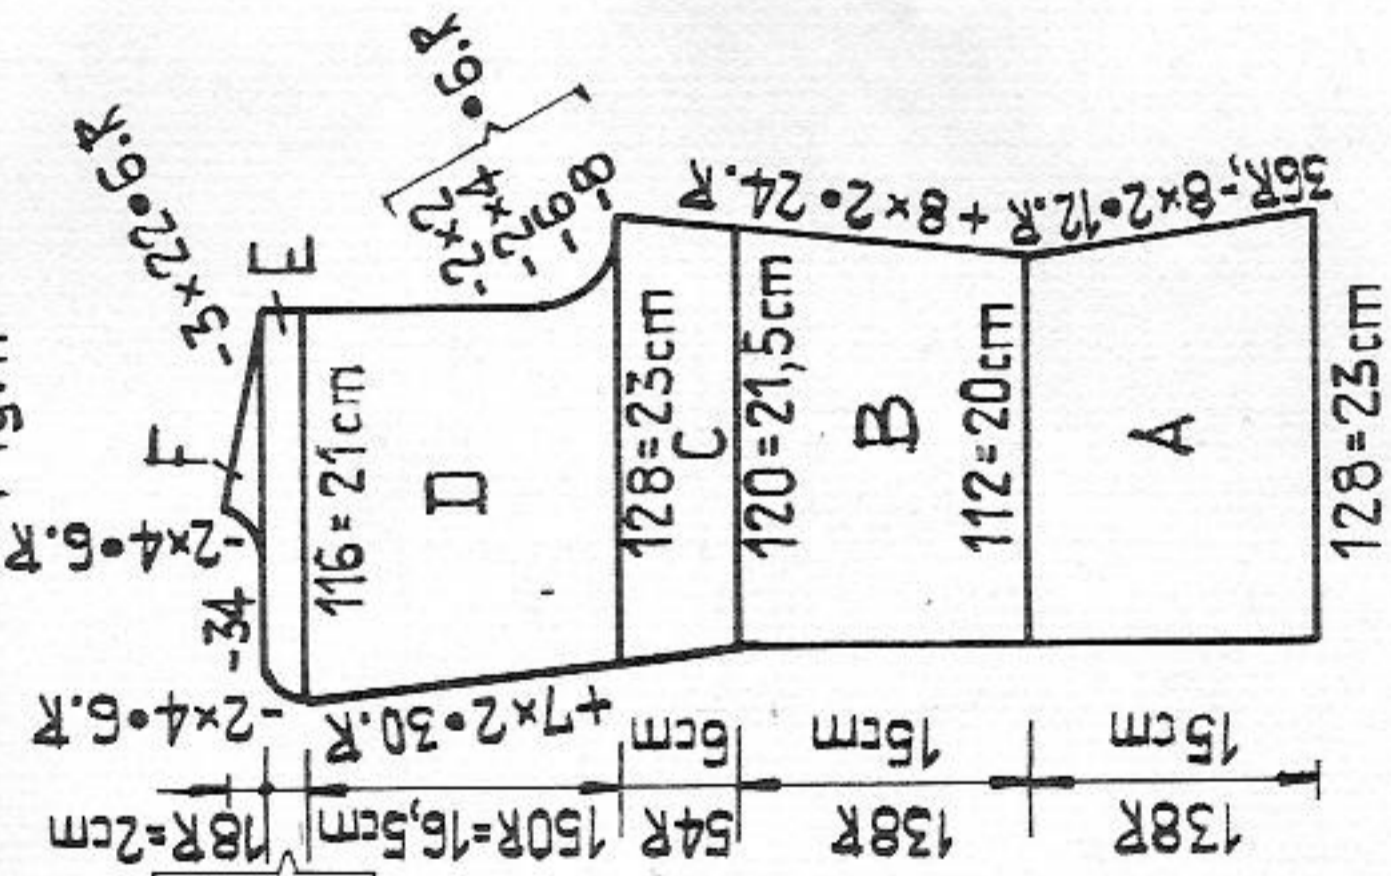 -3×22•6.R
•6.R
-2×2
-2×4
-6
-8
F
E
-2×4•6.R
-34
-2×4•6.R
116=21cm
D
+7×2•30.R
128=23cm
C
120=21,5cm
B
+8×2•24.R
112=20cm
A
36R,-8×2•12.R
128=23cm
6cm
15cm
15cm
18R=2cm
150R=16,5cm
54R
138R
138R